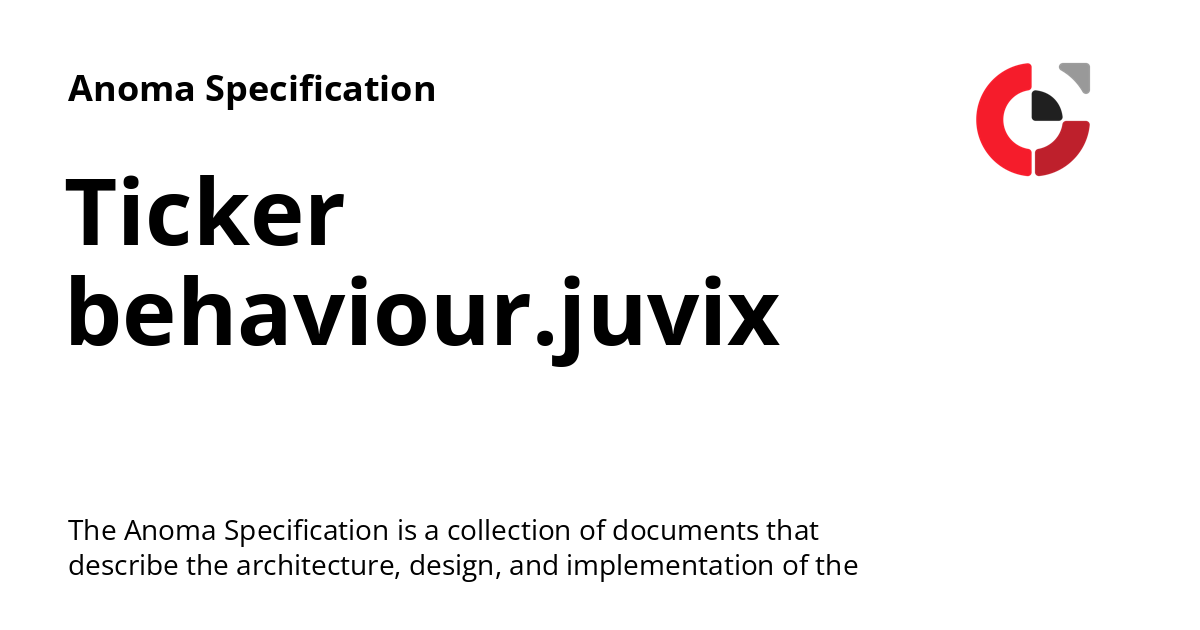 Anoma Specification
Ticker
behaviour.juvix
The Anoma Specification is a collection of documents that
describe the architecture, design, and implementation of the